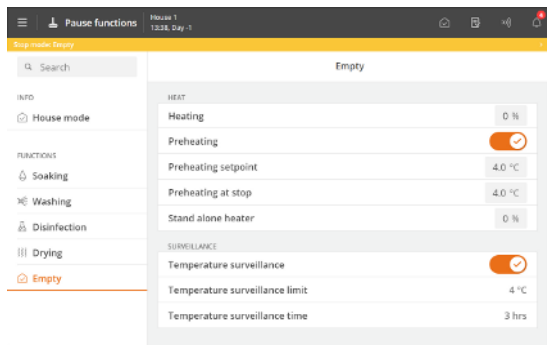 Pause functions
House 1
13:38, Day -1
4
Stop mode: Empty
Search
Empty
INFO
House mode
FUNCTIONS
Soaking
Washing
Disinfection
Drying
Empty
HEAT
Heating 0 %
Preheating
Preheating setpoint 4.0 °C
Preheating at stop 4.0 °C
Stand alone heater 0 %
SURVEILLANCE
Temperature surveillance
Temperature surveillance limit 4 °C
Temperature surveillance time 3 hrs